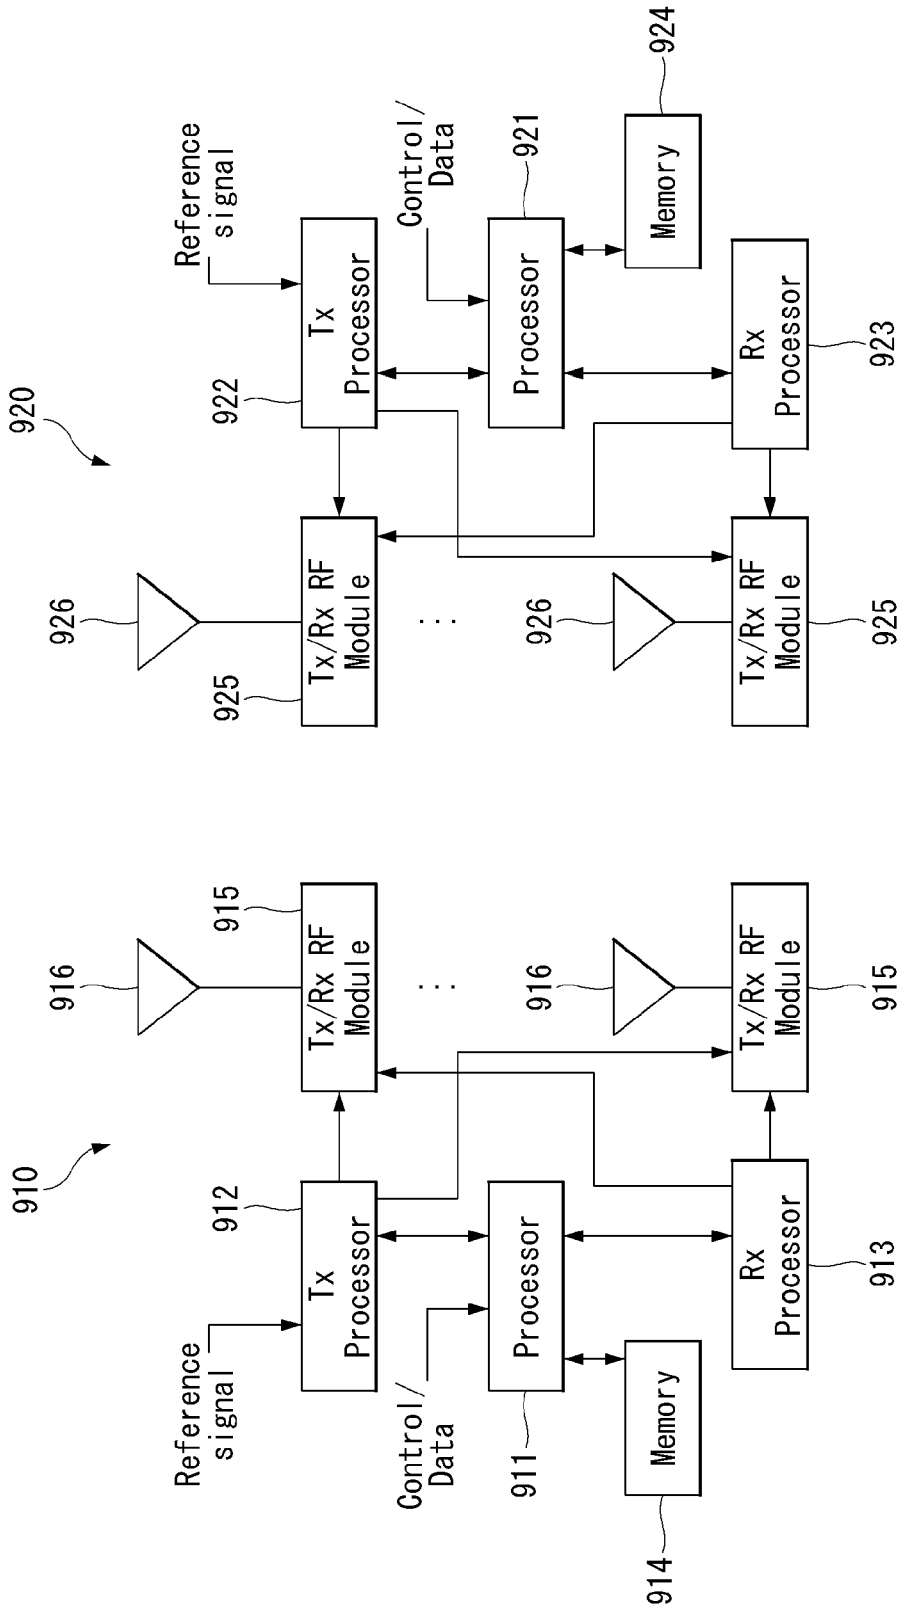 910
920
916
926
Reference
signal
912
915
925
922
Reference
signal
Tx
Processor
Tx/Rx RF
Module
Tx/Rx RF
Module
Tx
Processor
Control/
Data
...
...
Control/
Data
911
Processor
916
926
Processor
921
914
Memory
Memory
924
Rx
Processor
Tx/Rx RF
Module
Tx/Rx RF
Module
Rx
Processor
913
915
925
923